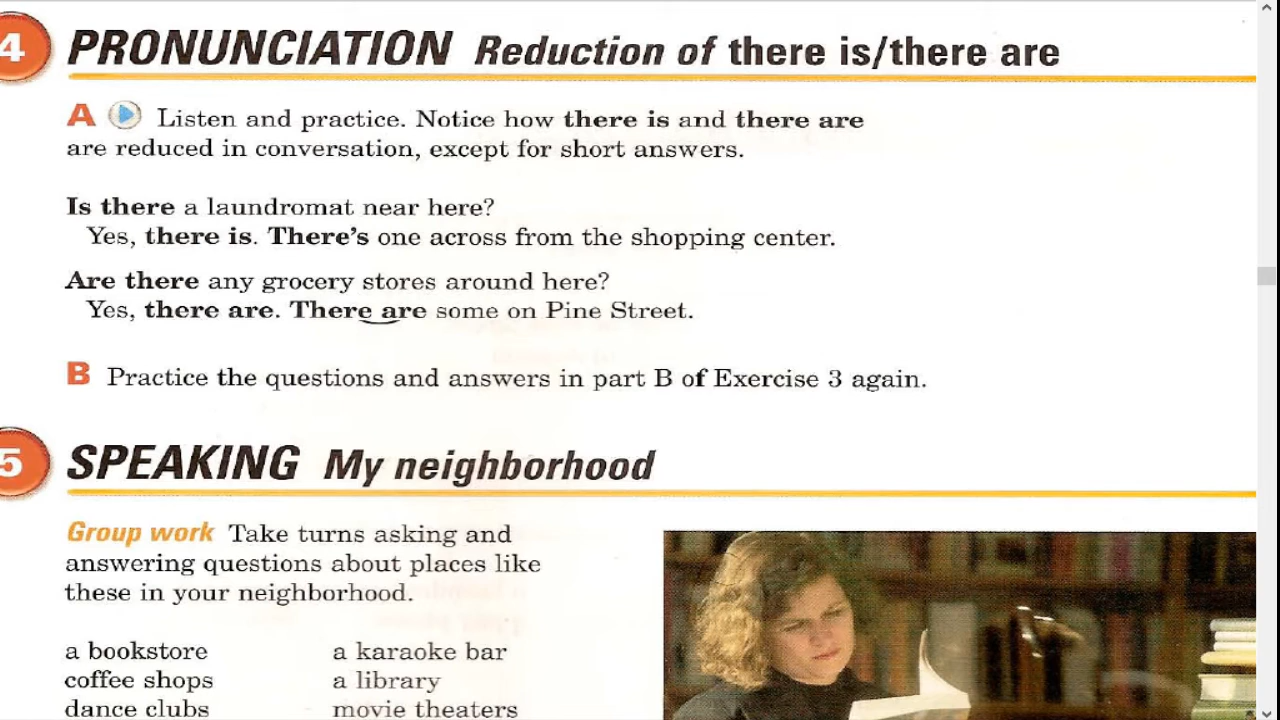 4 PRONUNCIATION Reduction of there is/there are
A Listen and practice. Notice how there is and there are
are reduced in conversation, except for short answers.
Is there a laundromat near here?
Yes, there is. There's one across from the shopping center.
Are there any grocery stores around here?
Yes, there are. There are some on Pine Street.
B Practice the questions and answers in part B of Exercise 3 again.
5 SPEAKING My neighborhood
Group work Take turns asking and
answering questions about places like
these in your neighborhood.
a bookstore a karaoke bar
coffee shops a library
dance clubs movie theaters